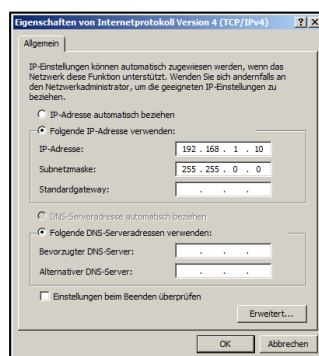 Eigenschaften von Internetprotokoll Version 4 (TCP/IPv4)
Allgemein
IP-Einstellungen können automatisch zugewiesen werden, wenn das
Netzwerk diese Funktion unterstützt. Wenden Sie sich andernfalls an
den Netzwerkadministrator, um die geeigneten IP-Einstellungen zu
beziehen.
IP-Adresse automatisch beziehen
Folgende IP-Adresse verwenden:
IP-Adresse: 192 . 168 . 1 . 10
Subnetzmaske: 255 . 255 . 0 . 0
Standardgateway: . . .
DNS-Serveradresse automatisch beziehen
Folgende DNS-Serveradressen verwenden:
Bevorzugter DNS-Server: . . .
Alternativer DNS-Server: . . .
Einstellungen beim Beenden überprüfen
Erweitert...
OK Abbrechen